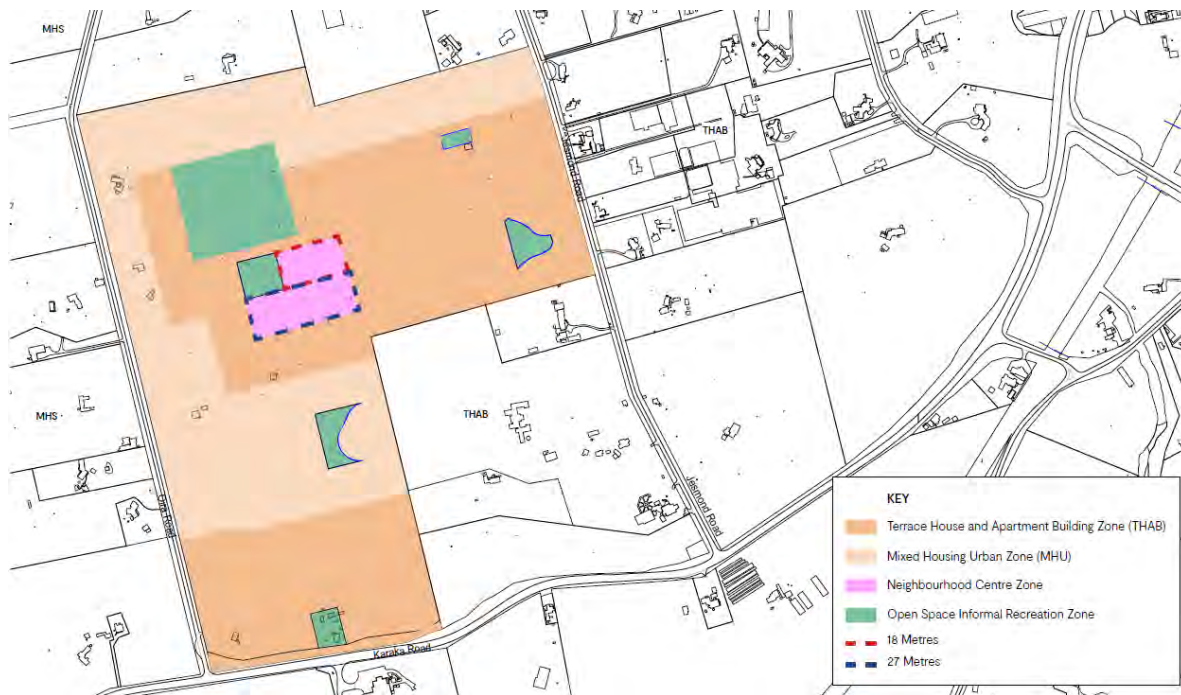 MHS
Jesmond Road
THAB
MHS
THAB
Oira Road
Jesmond Road
Karaka Road
KEY
Terrace House and Apartment Building Zone (THAB)
Mixed Housing Urban Zone (MHU)
Neighbourhood Centre Zone
Open Space Informal Recreation Zone
18 Metres
27 Metres